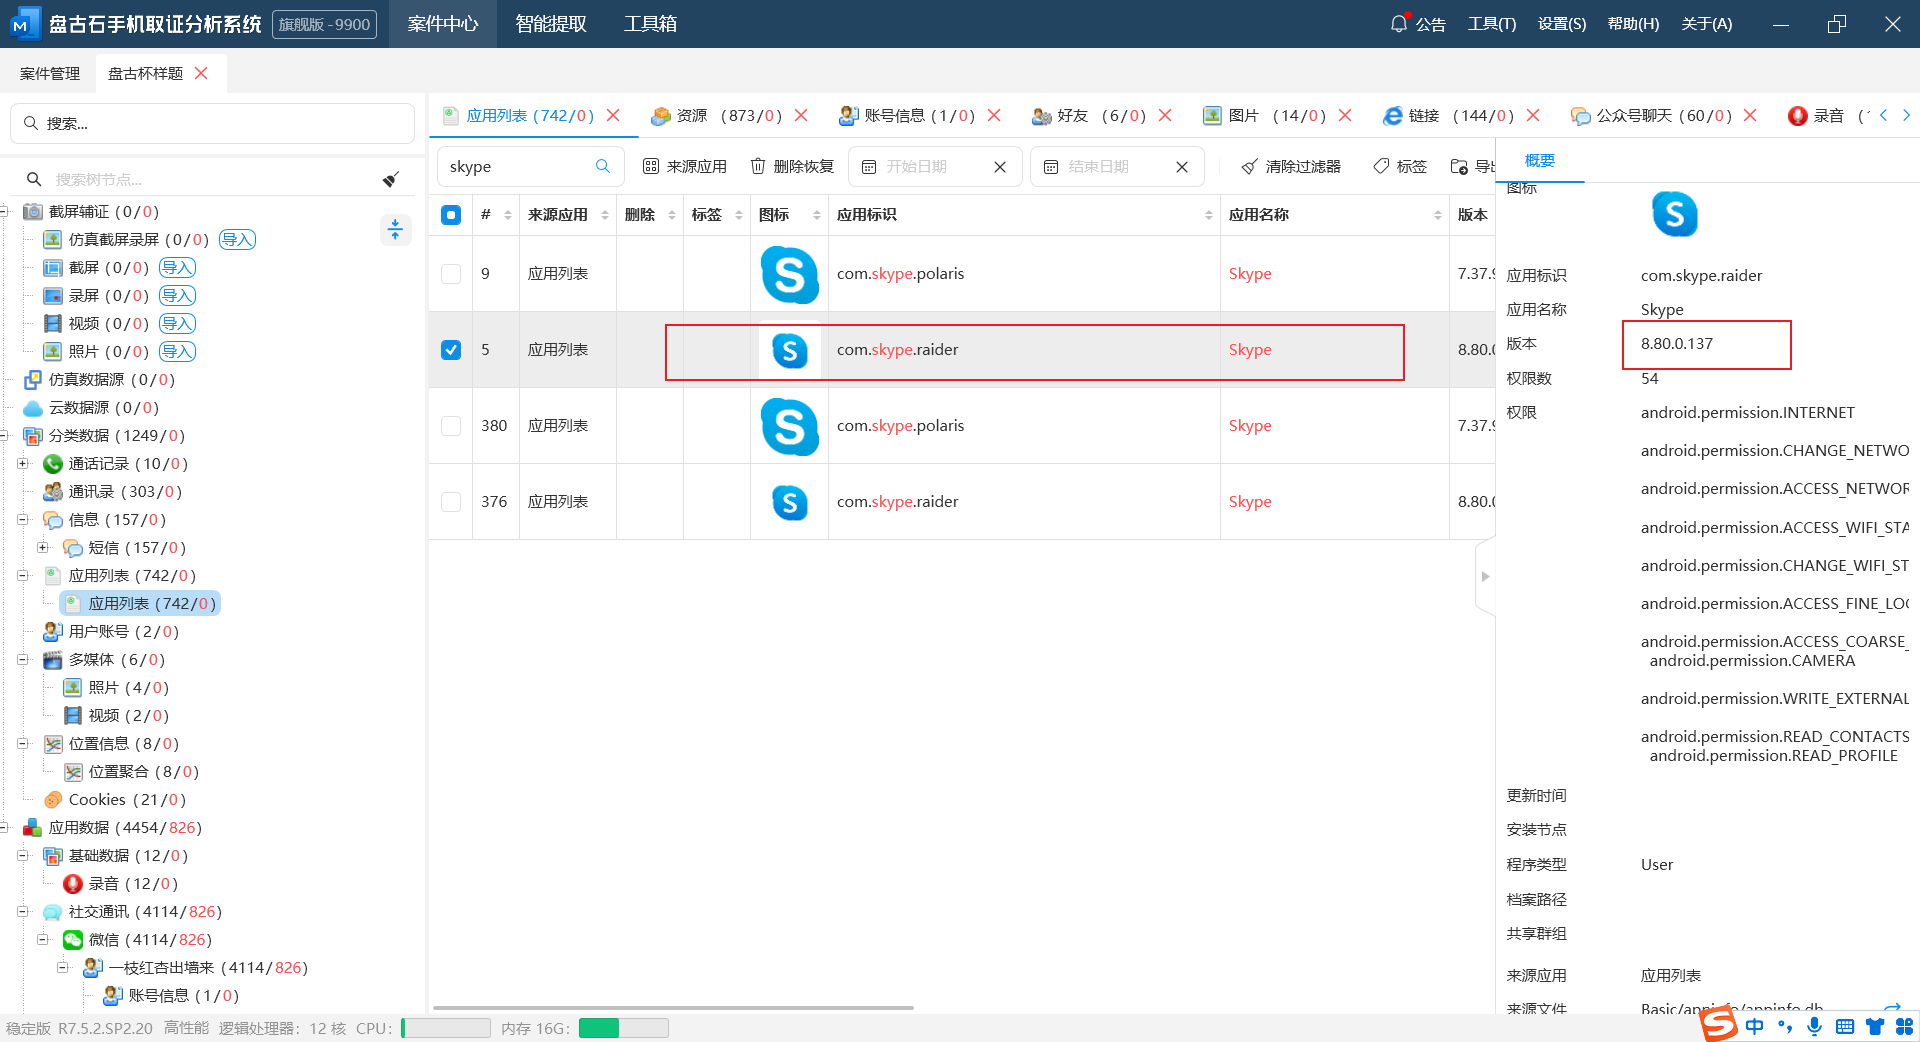 盘古石手机取证分析系统 旗舰版 - 9900 案件中心 智能提取 工具箱 公告 工具(T) 设置(S) 帮助(H) 关于(A)
案件管理 盘古杯样题
搜索...
应用列表 (742/0) 资源 (873/0) 账号信息 (1/0) 好友 (6/0) 图片 (14/0) 链接 (144/0) 公众号聊天 (60/0) 录音
skype 来源应用 删除恢复 开始日期 结束日期 清除过滤器 标签 导出
概要
搜索树节点...
截屏辅证 (0/0)
仿真截屏录屏 (0/0) 导入
截屏 (0/0) 导入
录屏 (0/0) 导入
视频 (0/0) 导入
照片 (0/0) 导入
仿真数据源 (0/0)
云数据源 (0/0)
分类数据 (1249/0)
通话记录 (10/0)
通讯录 (303/0)
信息 (157/0)
短信 (157/0)
应用列表 (742/0)
应用列表 (742/0)
用户账号 (2/0)
多媒体 (6/0)
照片 (4/0)
视频 (2/0)
位置信息 (8/0)
位置聚合 (8/0)
Cookies (21/0)
应用数据 (4454/826)
基础数据 (12/0)
录音 (12/0)
社交通讯 (4114/826)
微信 (4114/826)
一枝红杏出墙来 (4114/826)
账号信息 (1/0)
# 来源应用 删除 标签 图标 应用标识 应用名称 版本
9 应用列表 com.skype.polaris Skype 7.37.9
5 应用列表 com.skype.raider Skype 8.80.0
380 应用列表 com.skype.polaris Skype 7.37.9
376 应用列表 com.skype.raider Skype 8.80.0
图标
应用标识 com.skype.raider
应用名称 Skype
版本 8.80.0.137
权限数 54
权限 android.permission.INTERNET
android.permission.CHANGE_NETWO
android.permission.ACCESS_NETWOR
android.permission.ACCESS_WIFI_STA
android.permission.CHANGE_WIFI_ST
android.permission.ACCESS_FINE_LOC
android.permission.ACCESS_COARSE_
android.permission.CAMERA
android.permission.WRITE_EXTERNAL
android.permission.READ_CONTACTS
android.permission.READ_PROFILE
更新时间
安装节点
程序类型 User
档案路径
共享群组
来源应用 应用列表
来源文件 Basic/appinfo/appinfo.db
稳定版 R7.5.2.SP2.20 高性能 逻辑处理器：12 核 CPU： 内存 16G：
中